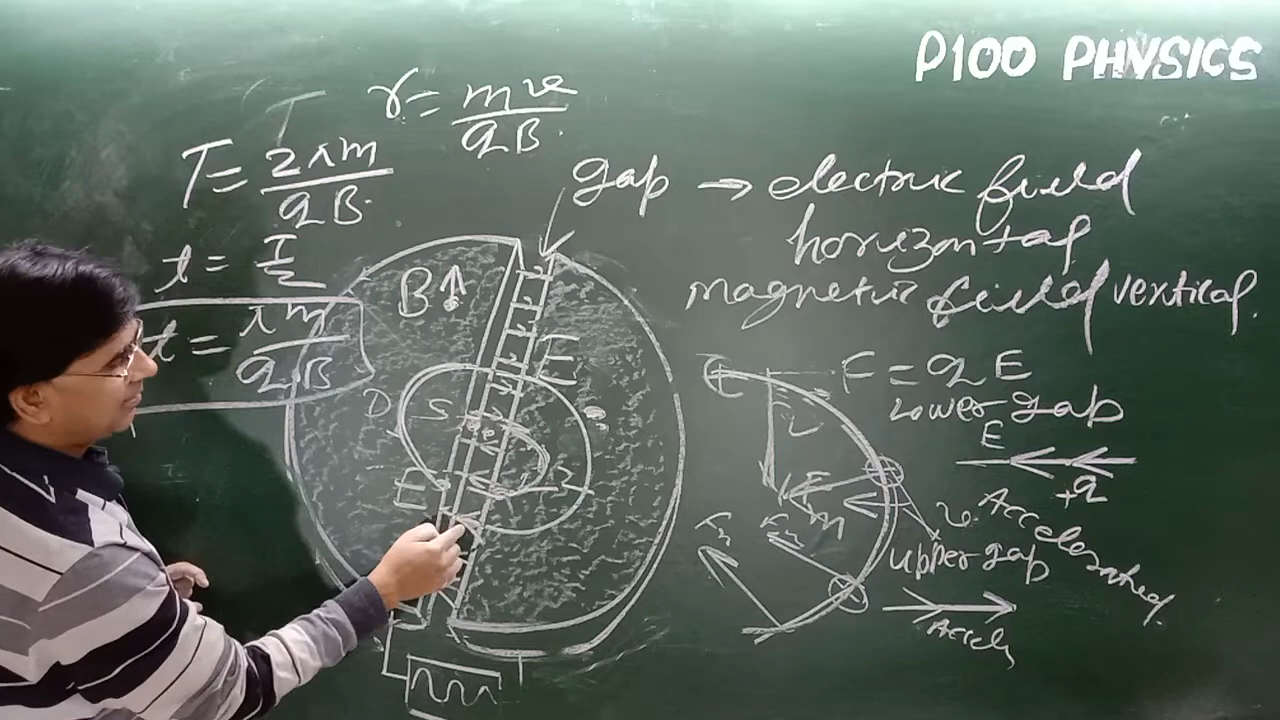 P100 PHYSICS
r = mv/qB
T
T = 2πm/qB
t = T/2
t = πm/qB
gap → electric field
horizontal
magnetic field vertical.
B ↑
E
D
S
P
E
F = qE
Lower gap
E
+q
Accelerated
v
Fm
Fm
Fm
upper gap